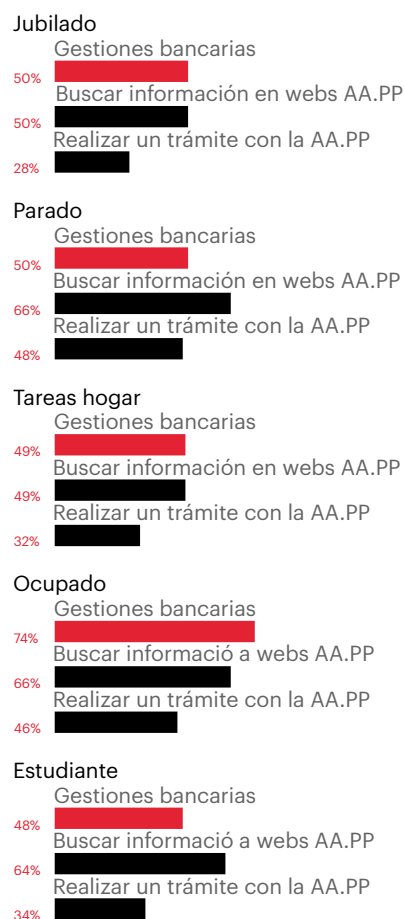 Jubilado
Gestiones bancarias
50%
Buscar información en webs AA.PP
50%
Realizar un trámite con la AA.PP
28%
Parado
Gestiones bancarias
50%
Buscar información en webs AA.PP
66%
Realizar un trámite con la AA.PP
48%
Tareas hogar
Gestiones bancarias
49%
Buscar información en webs AA.PP
49%
Realizar un trámite con la AA.PP
32%
Ocupado
Gestiones bancarias
74%
Buscar informació a webs AA.PP
66%
Realizar un trámite con la AA.PP
46%
Estudiante
Gestiones bancarias
48%
Buscar informació a webs AA.PP
64%
Realizar un trámite con la AA.PP
34%